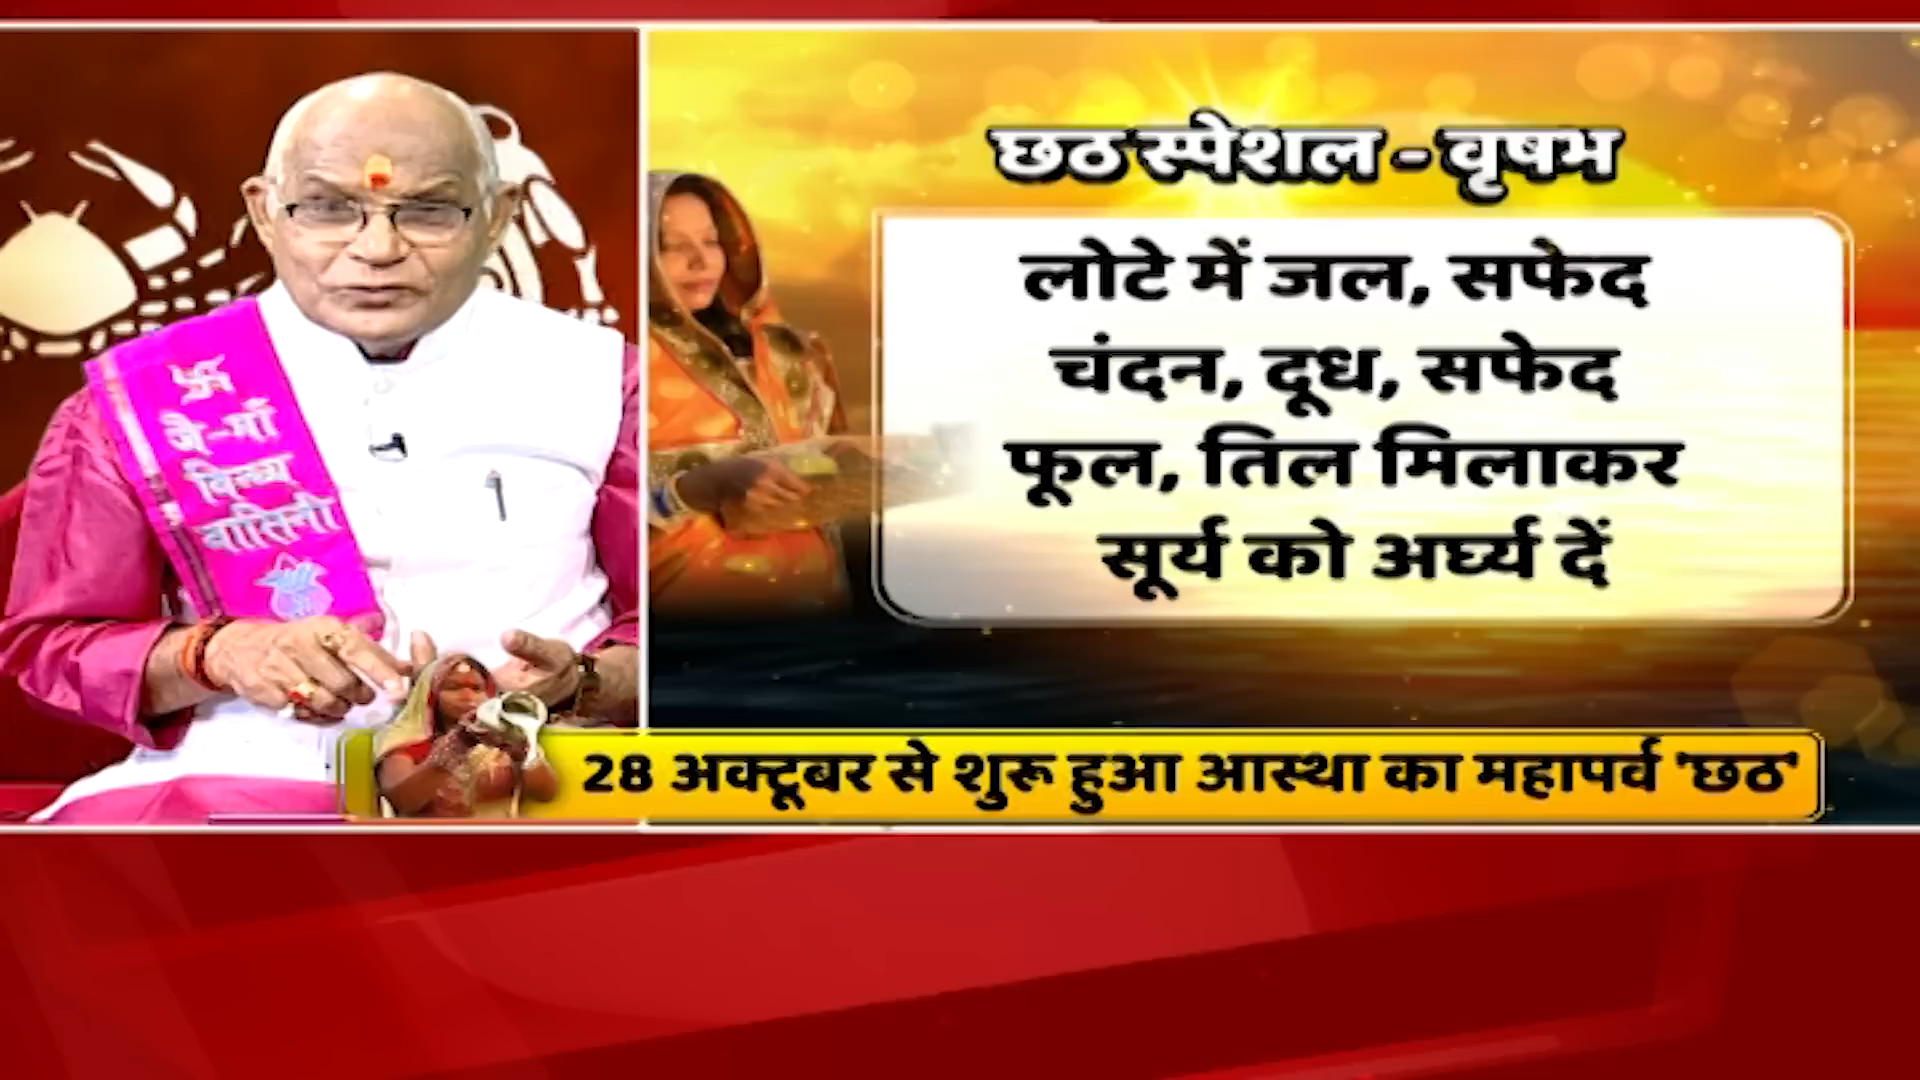 छठ स्पेशल - वृषभ
लोटे में जल, सफेद
चंदन, दूध, सफेद
फूल, तिल मिलाकर
सूर्य को अर्घ्य दें
जै-माँ
विन्ध्य
वासिनी
28 अक्टूबर से शुरू हुआ आस्था का महापर्व 'छठ'